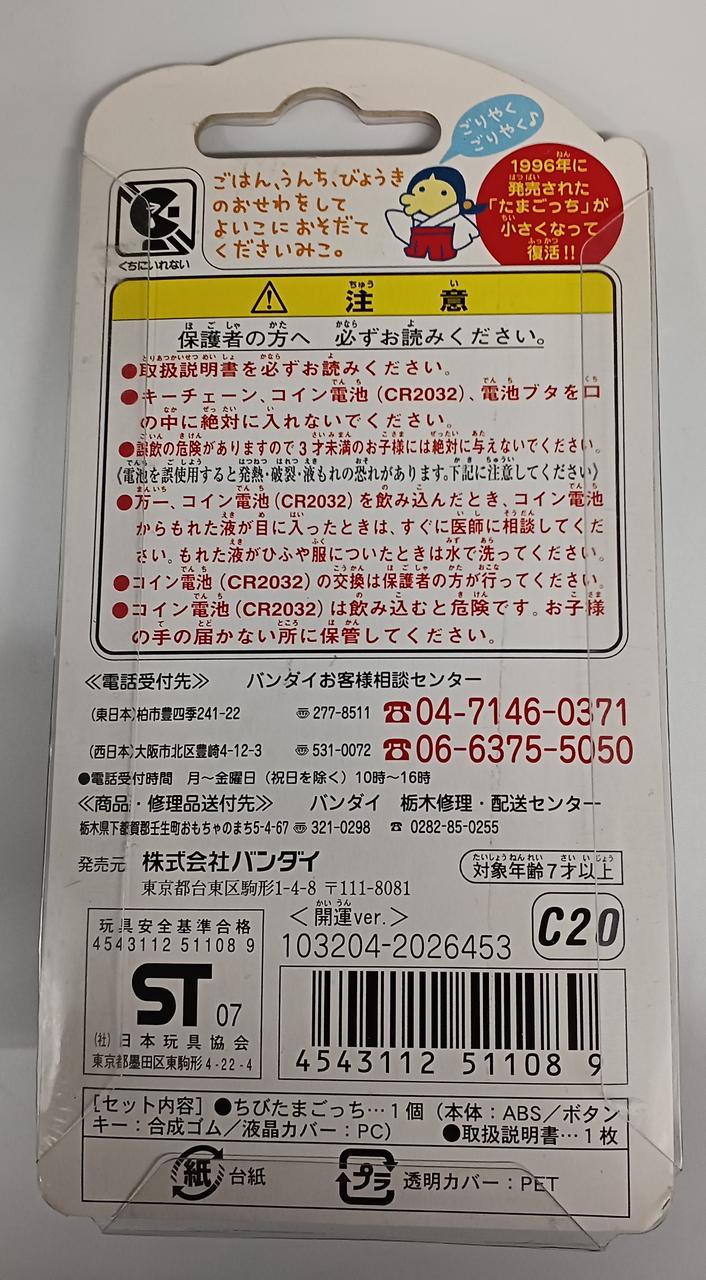 ごりやく
ごりやく♪
1996年に
発売された
「たまごっち」が
小さくなって
復活!!
ごはん、うんち、びょうき
のおせわをして
よいこにおそだて
くださいみこ。
くちにいれない
注意
保護者の方へ 必ずお読みください。
●取扱説明書を必ずお読みください。
●キーチェーン、コイン電池(CR2032)、電池ブタを口
の中に絶対に入れないでください。
●誤飲の危険がありますので3才未満のお子様には絶対に与えないでください。
《電池を誤使用すると発熱・破裂・液もれの恐れがあります。下記に注意してください》
●万一、コイン電池(CR2032)を飲み込んだとき、コイン電池
からもれた液が目に入ったときは、すぐに医師に相談してくだ
さい。もれた液がひふや服についたときは水で洗ってください。
●コイン電池(CR2032)の交換は保護者の方が行ってください。
●コイン電池(CR2032)は飲み込むと危険です。お子様
の手の届かない所に保管してください。
≪電話受付先≫ バンダイお客様相談センター
(東日本)柏市豊四季241-22 〠277-8511 ☎04-7146-0371
(西日本)大阪市北区豊崎4-12-3 〠531-0072 ☎06-6375-5050
●電話受付時間 月~金曜日(祝日を除く)10時~16時
≪商品・修理品送付先≫ バンダイ 栃木修理・配送センター
栃木県下都賀郡壬生町おもちゃのまち5-4-67 〠321-0298 ☎ 0282-85-0255
発売元 株式会社バンダイ
東京都台東区駒形1-4-8 〒111-8081
対象年齢7才以上
<開運ver.>
103204-2026453
C20
玩具安全基準合格
4543112 51108 9
ST 07
(社)日本玩具協会
東京都墨田区東駒形4-22-4
4543112 51108 9
[セット内容]●ちびたまごっち…1個(本体:ABS/ボタン
キー:合成ゴム/液晶カバー:PC) ●取扱説明書…1枚
紙 台紙 プラ 透明カバー:PET